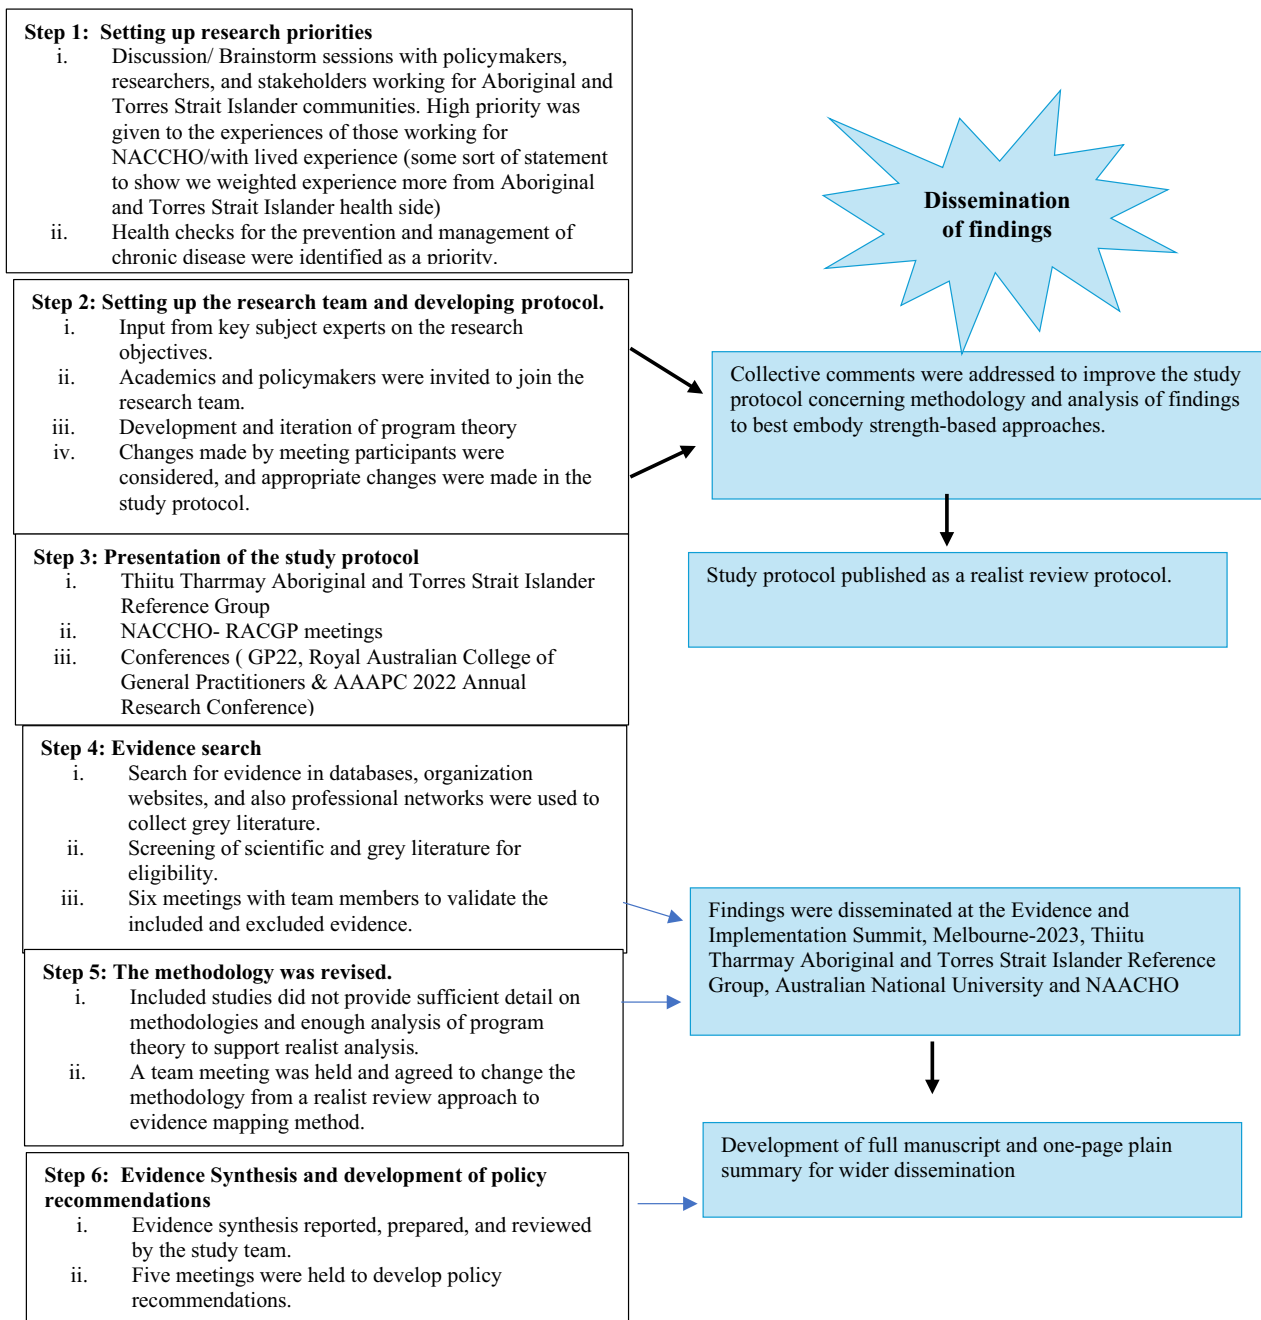 Step 1:  Setting up research priorities
i. Discussion/ Brainstorm sessions with policymakers,
researchers, and stakeholders working for Aboriginal and
Torres Strait Islander communities. High priority was
given to the experiences of those working for
NACCHO/with lived experience (some sort of statement
to show we weighted experience more from Aboriginal
and Torres Strait Islander health side)
ii. Health checks for the prevention and management of
chronic disease were identified as a priority.
Step 2: Setting up the research team and developing protocol.
i. Input from key subject experts on the research
objectives.
ii. Academics and policymakers were invited to join the
research team.
iii. Development and iteration of program theory
iv. Changes made by meeting participants were
considered, and appropriate changes were made in the
study protocol.
Step 3: Presentation of the study protocol
i. Thiitu Tharrmay Aboriginal and Torres Strait Islander
Reference Group
ii. NACCHO- RACGP meetings
iii. Conferences ( GP22, Royal Australian College of
General Practitioners & AAAPC 2022 Annual
Research Conference)
Step 4: Evidence search
i. Search for evidence in databases, organization
websites, and also professional networks were used to
collect grey literature.
ii. Screening of scientific and grey literature for
eligibility.
iii. Six meetings with team members to validate the
included and excluded evidence.
Step 5: The methodology was revised.
i. Included studies did not provide sufficient detail on
methodologies and enough analysis of program
theory to support realist analysis.
ii. A team meeting was held and agreed to change the
methodology from a realist review approach to
evidence mapping method.
Step 6:  Evidence Synthesis and development of policy
recommendations
i. Evidence synthesis reported, prepared, and reviewed
by the study team.
ii. Five meetings were held to develop policy
recommendations.
Dissemination
of findings
Collective comments were addressed to improve the study
protocol concerning methodology and analysis of findings
to best embody strength-based approaches.
Study protocol published as a realist review protocol.
Findings were disseminated at the Evidence and
Implementation Summit, Melbourne-2023, Thiitu
Tharrmay Aboriginal and Torres Strait Islander Reference
Group, Australian National University and NAACHO
Development of full manuscript and one-page plain
summary for wider dissemination